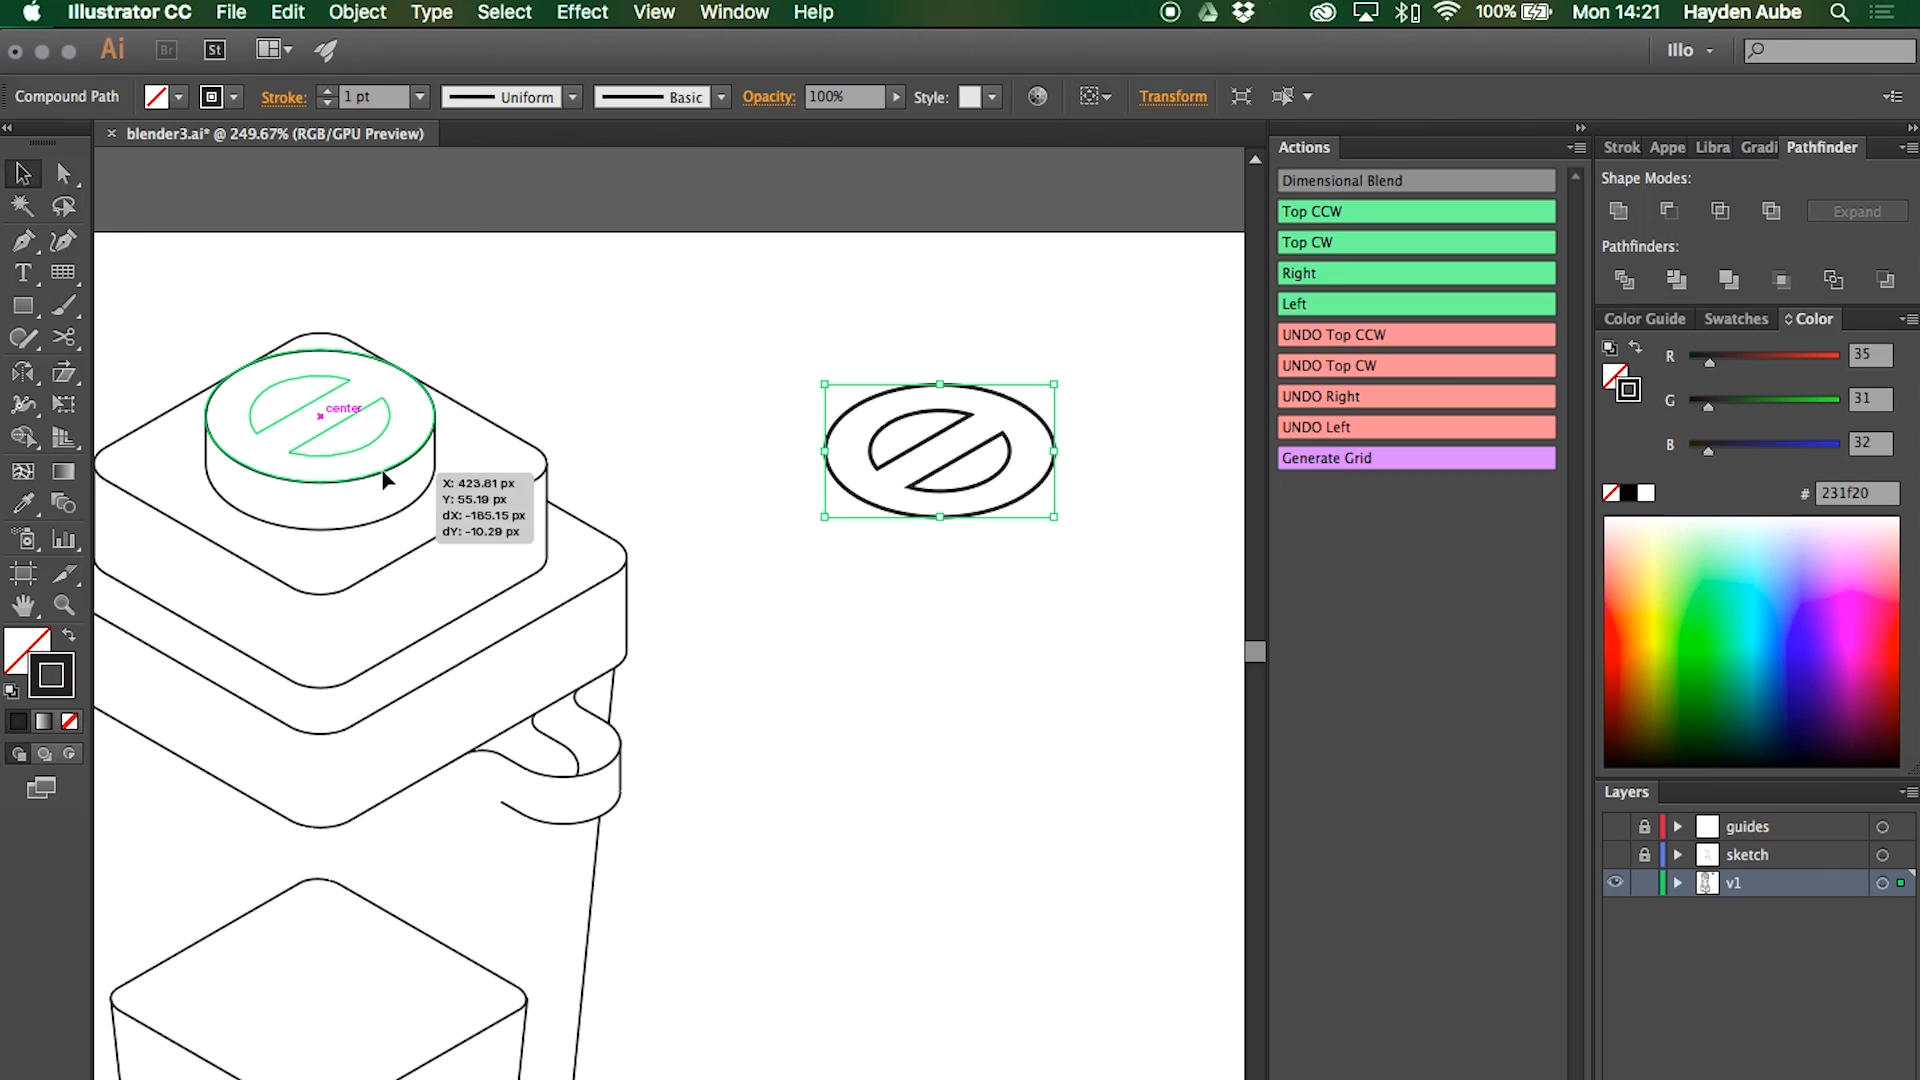 Illustrator CC File Edit Object Type Select Effect View Window Help 100% Mon 14:21 Hayden Aube
Ai Br St Illo
Compound Path Stroke: 1 pt Uniform Basic Opacity: 100% Style: Transform
× blender3.ai* @ 249.67% (RGB/GPU Preview)
Actions
Dimensional Blend
Top CCW
Top CW
Right
Left
UNDO Top CCW
UNDO Top CW
UNDO Right
UNDO Left
Generate Grid
Strok Appe Libra Gradi Pathfinder
Shape Modes:
Expand
Pathfinders:
Color Guide Swatches Color
R 35
G 31
B 32
# 231f20
Layers
guides
sketch
v1
center
X: 423.81 px
Y: 55.19 px
dX: -185.15 px
dY: -10.29 px